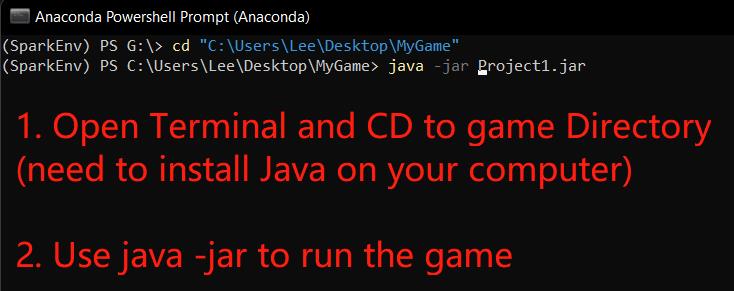 Anaconda Powershell Prompt (Anaconda)
(SparkEnv) PS G:\> cd "C:\Users\Lee\Desktop\MyGame"
(SparkEnv) PS C:\Users\Lee\Desktop\MyGame> java -jar Project1.jar
1. Open Terminal and CD to game Directory
(need to install Java on your computer)
2. Use java -jar to run the game